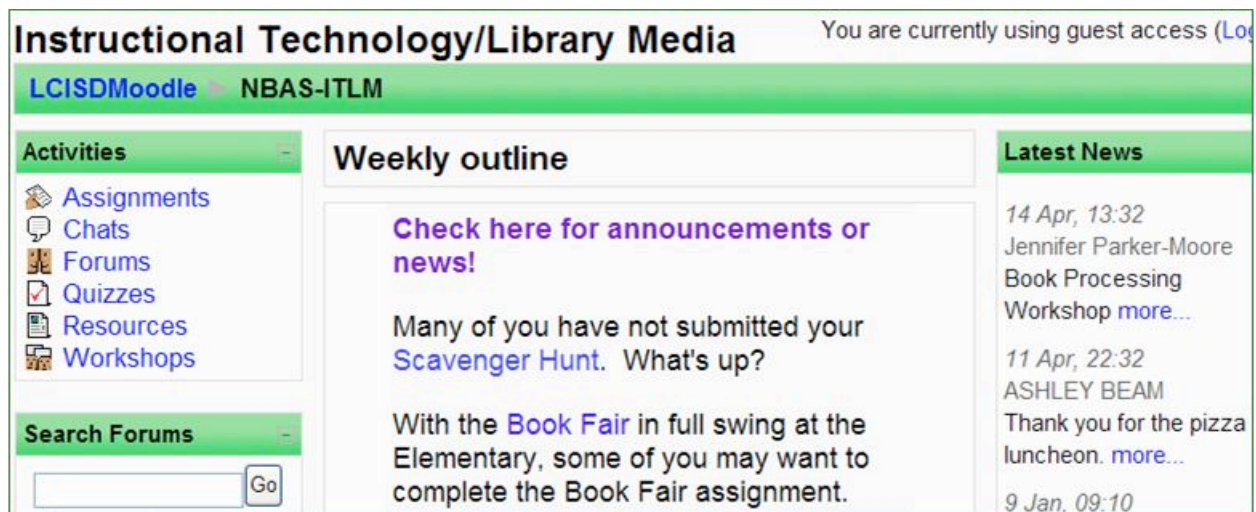 Instructional Technology/Library Media
You are currently using guest access (Log
LCISDMoodle NBAS-ITLM
Activities
Assignments
Chats
Forums
Quizzes
Resources
Workshops
Search Forums
Go
Weekly outline
Check here for announcements or
news!
Many of you have not submitted your
Scavenger Hunt. What's up?
With the Book Fair in full swing at the
Elementary, some of you may want to
complete the Book Fair assignment.
Latest News
14 Apr, 13:32
Jennifer Parker-Moore
Book Processing
Workshop more...
11 Apr, 22:32
ASHLEY BEAM
Thank you for the pizza
luncheon. more...
9 Jan, 09:10